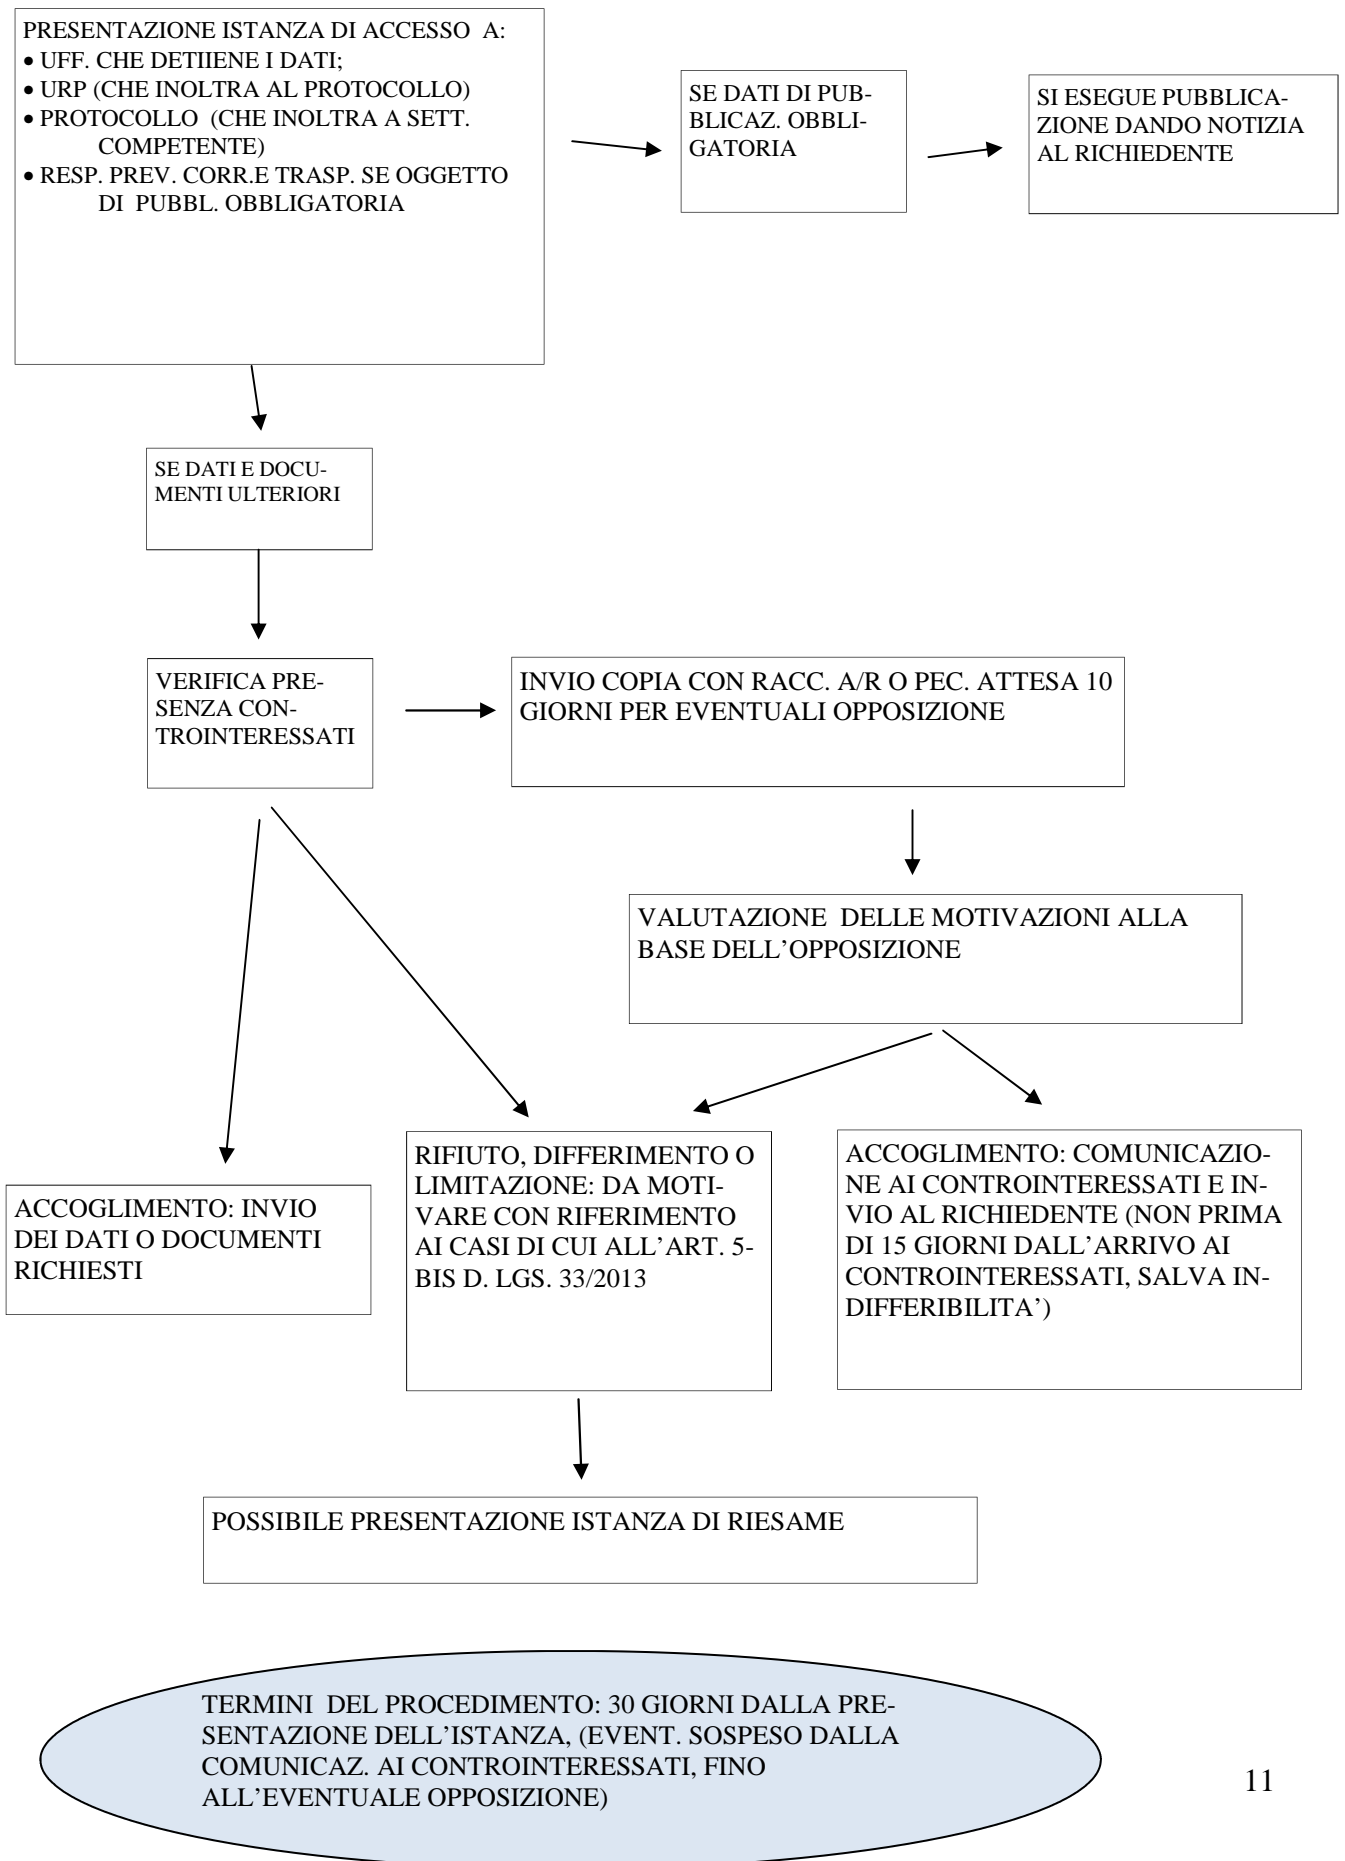 PRESENTAZIONE ISTANZA DI ACCESSO A:
• UFF. CHE DETIIENE I DATI;
• URP (CHE INOLTRA AL PROTOCOLLO)
• PROTOCOLLO (CHE INOLTRA A SETT.
COMPETENTE)
• RESP. PREV. CORR.E TRASP. SE OGGETTO
DI PUBBL. OBBLIGATORIA
SE DATI DI PUB-
BLICAZ. OBBLI-
GATORIA
SI ESEGUE PUBBLICA-
ZIONE DANDO NOTIZIA
AL RICHIEDENTE
SE DATI E DOCU-
MENTI ULTERIORI
VERIFICA PRE-
SENZA CON-
TROINTERESSATI
INVIO COPIA CON RACC. A/R O PEC. ATTESA 10
GIORNI PER EVENTUALI OPPOSIZIONE
VALUTAZIONE DELLE MOTIVAZIONI ALLA
BASE DELL’OPPOSIZIONE
ACCOGLIMENTO: INVIO
DEI DATI O DOCUMENTI
RICHIESTI
RIFIUTO, DIFFERIMENTO O
LIMITAZIONE: DA MOTI-
VARE CON RIFERIMENTO
AI CASI DI CUI ALL’ART. 5-
BIS D. LGS. 33/2013
ACCOGLIMENTO: COMUNICAZIO-
NE AI CONTROINTERESSATI E IN-
VIO AL RICHIEDENTE (NON PRIMA
DI 15 GIORNI DALL’ARRIVO AI
CONTROINTERESSATI, SALVA IN-
DIFFERIBILITA’)
POSSIBILE PRESENTAZIONE ISTANZA DI RIESAME
TERMINI DEL PROCEDIMENTO: 30 GIORNI DALLA PRE-
SENTAZIONE DELL’ISTANZA, (EVENT. SOSPESO DALLA
COMUNICAZ. AI CONTROINTERESSATI, FINO
ALL’EVENTUALE OPPOSIZIONE)
11